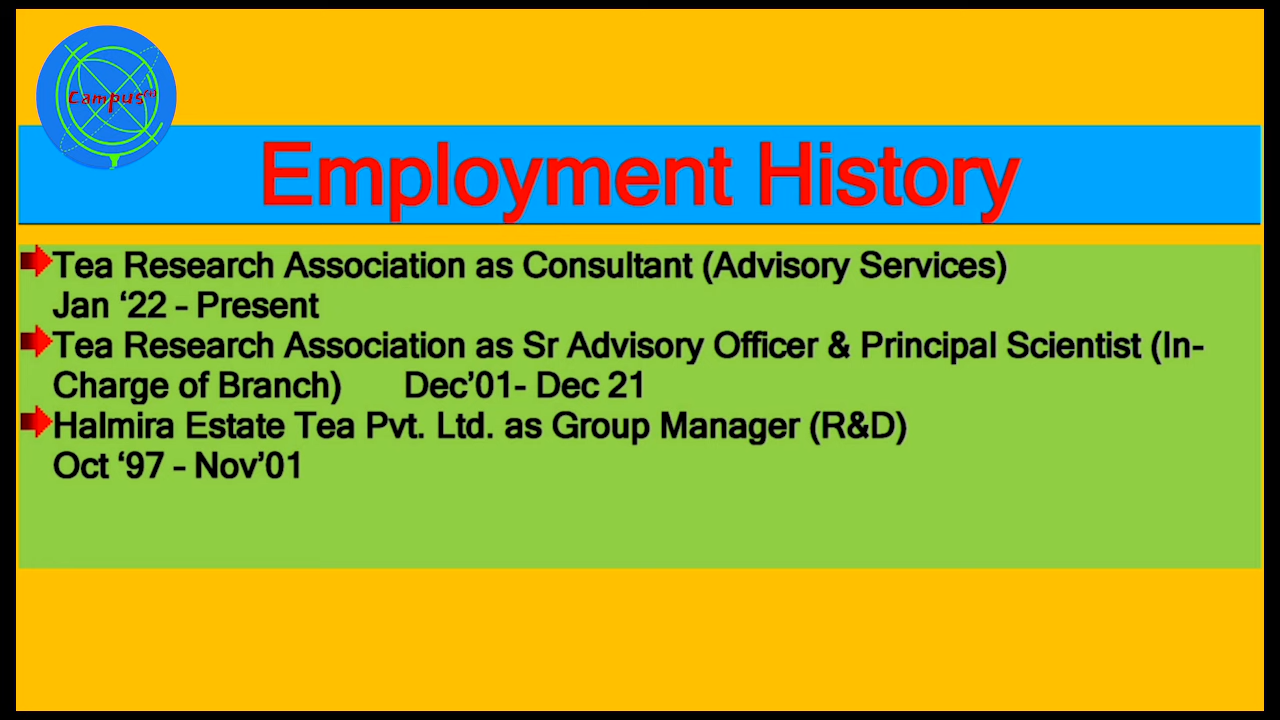 Campus(+)
Employment History
Tea Research Association as Consultant (Advisory Services)
Jan ‘22 – Present
Tea Research Association as Sr Advisory Officer & Principal Scientist (In-
Charge of Branch) Dec’01- Dec 21
Halmira Estate Tea Pvt. Ltd. as Group Manager (R&D)
Oct ‘97 – Nov’01